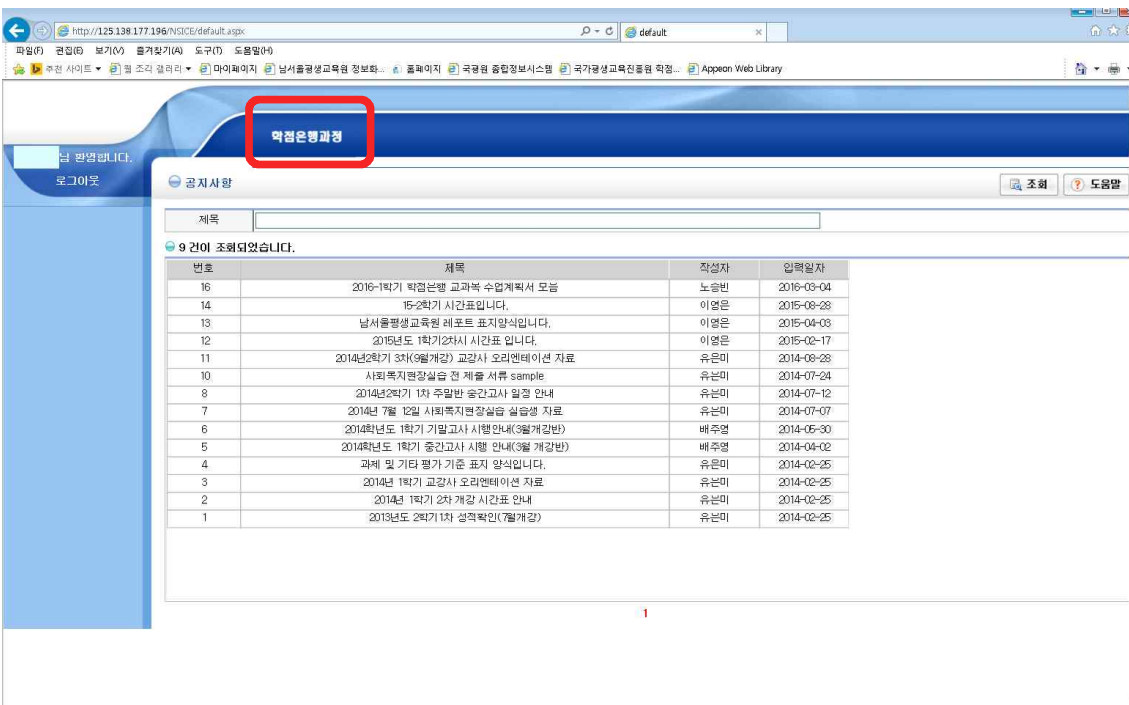 http://125.138.177.196/NSICE/default.aspx
default
파일(F) 편집(E) 보기(V) 즐겨찾기(A) 도구(T) 도움말(H)
추천 사이트 웹 조각 갤러리 마이페이지 남서울평생교육원 정보화... 홈페이지 국평원 종합정보시스템 국가평생교육진흥원 학점... Appeon Web Library
학점은행과정
님 환영합니다.
로그아웃
공지사항
조회 도움말
제목
9 건이 조회되었습니다.
번호 제목 작성자 입력일자
16 2016-1학기 학점은행 교과목 수업계획서 모음 노승빈 2016-03-04
14 15-2학기 시간표입니다. 이영은 2015-08-28
13 남서울평생교육원 레포트 표지양식입니다. 이영은 2015-04-03
12 2015년도 1학기2차시 시간표 입니다. 이영은 2015-02-17
11 2014년2학기 3차(9월개강) 교강사 오리엔테이션 자료 유은미 2014-08-28
10 사회복지현장실습 전 제출 서류 sample 유은미 2014-07-24
8 2014년2학기 1차 주말반 중간고사 일정 안내 유은미 2014-07-12
7 2014년 7월 12일 사회복지현장실습 실습생 자료 유은미 2014-07-07
6 2014학년도 1학기 기말고사 시행안내(3월개강반) 배주영 2014-05-30
5 2014학년도 1학기 중간고사 시행 안내(3월 개강반) 배주영 2014-04-02
4 과제 및 기타 평가 기준 표지 양식입니다. 유은미 2014-02-25
3 2014년 1학기 교강사 오리엔테이션 자료 유은미 2014-02-25
2 2014년 1학기 2차 개강 시간표 안내 유은미 2014-02-25
1 2013년도 2학기 1차 성적확인(7월개강) 유은미 2014-02-25
1